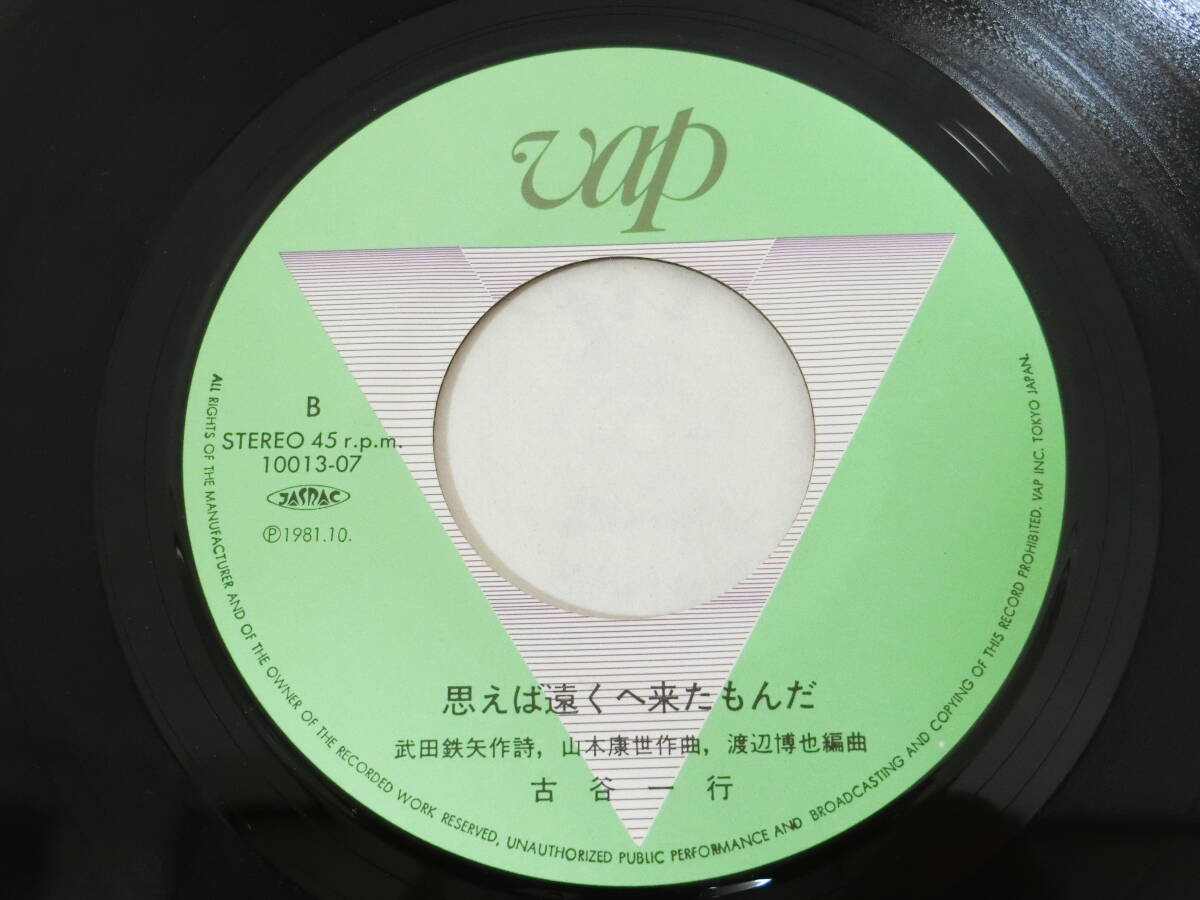 vap
B
STEREO 45 r.p.m.
10013-07
JASRAC
Ⓟ1981.10.
思えば遠くへ来たもんだ
武田鉄矢作詩, 山本康世作曲, 渡辺博也編曲
古谷一行
ALL RIGHTS OF THE MANUFACTURER AND OF THE OWNER OF THE RECORDED WORK RESERVED, UNAUTHORIZED PUBLIC PERFORMANCE AND BROADCASTING AND COPYING OF THIS RECORD PROHIBITED. VAP INC. TOKYO JAPAN.